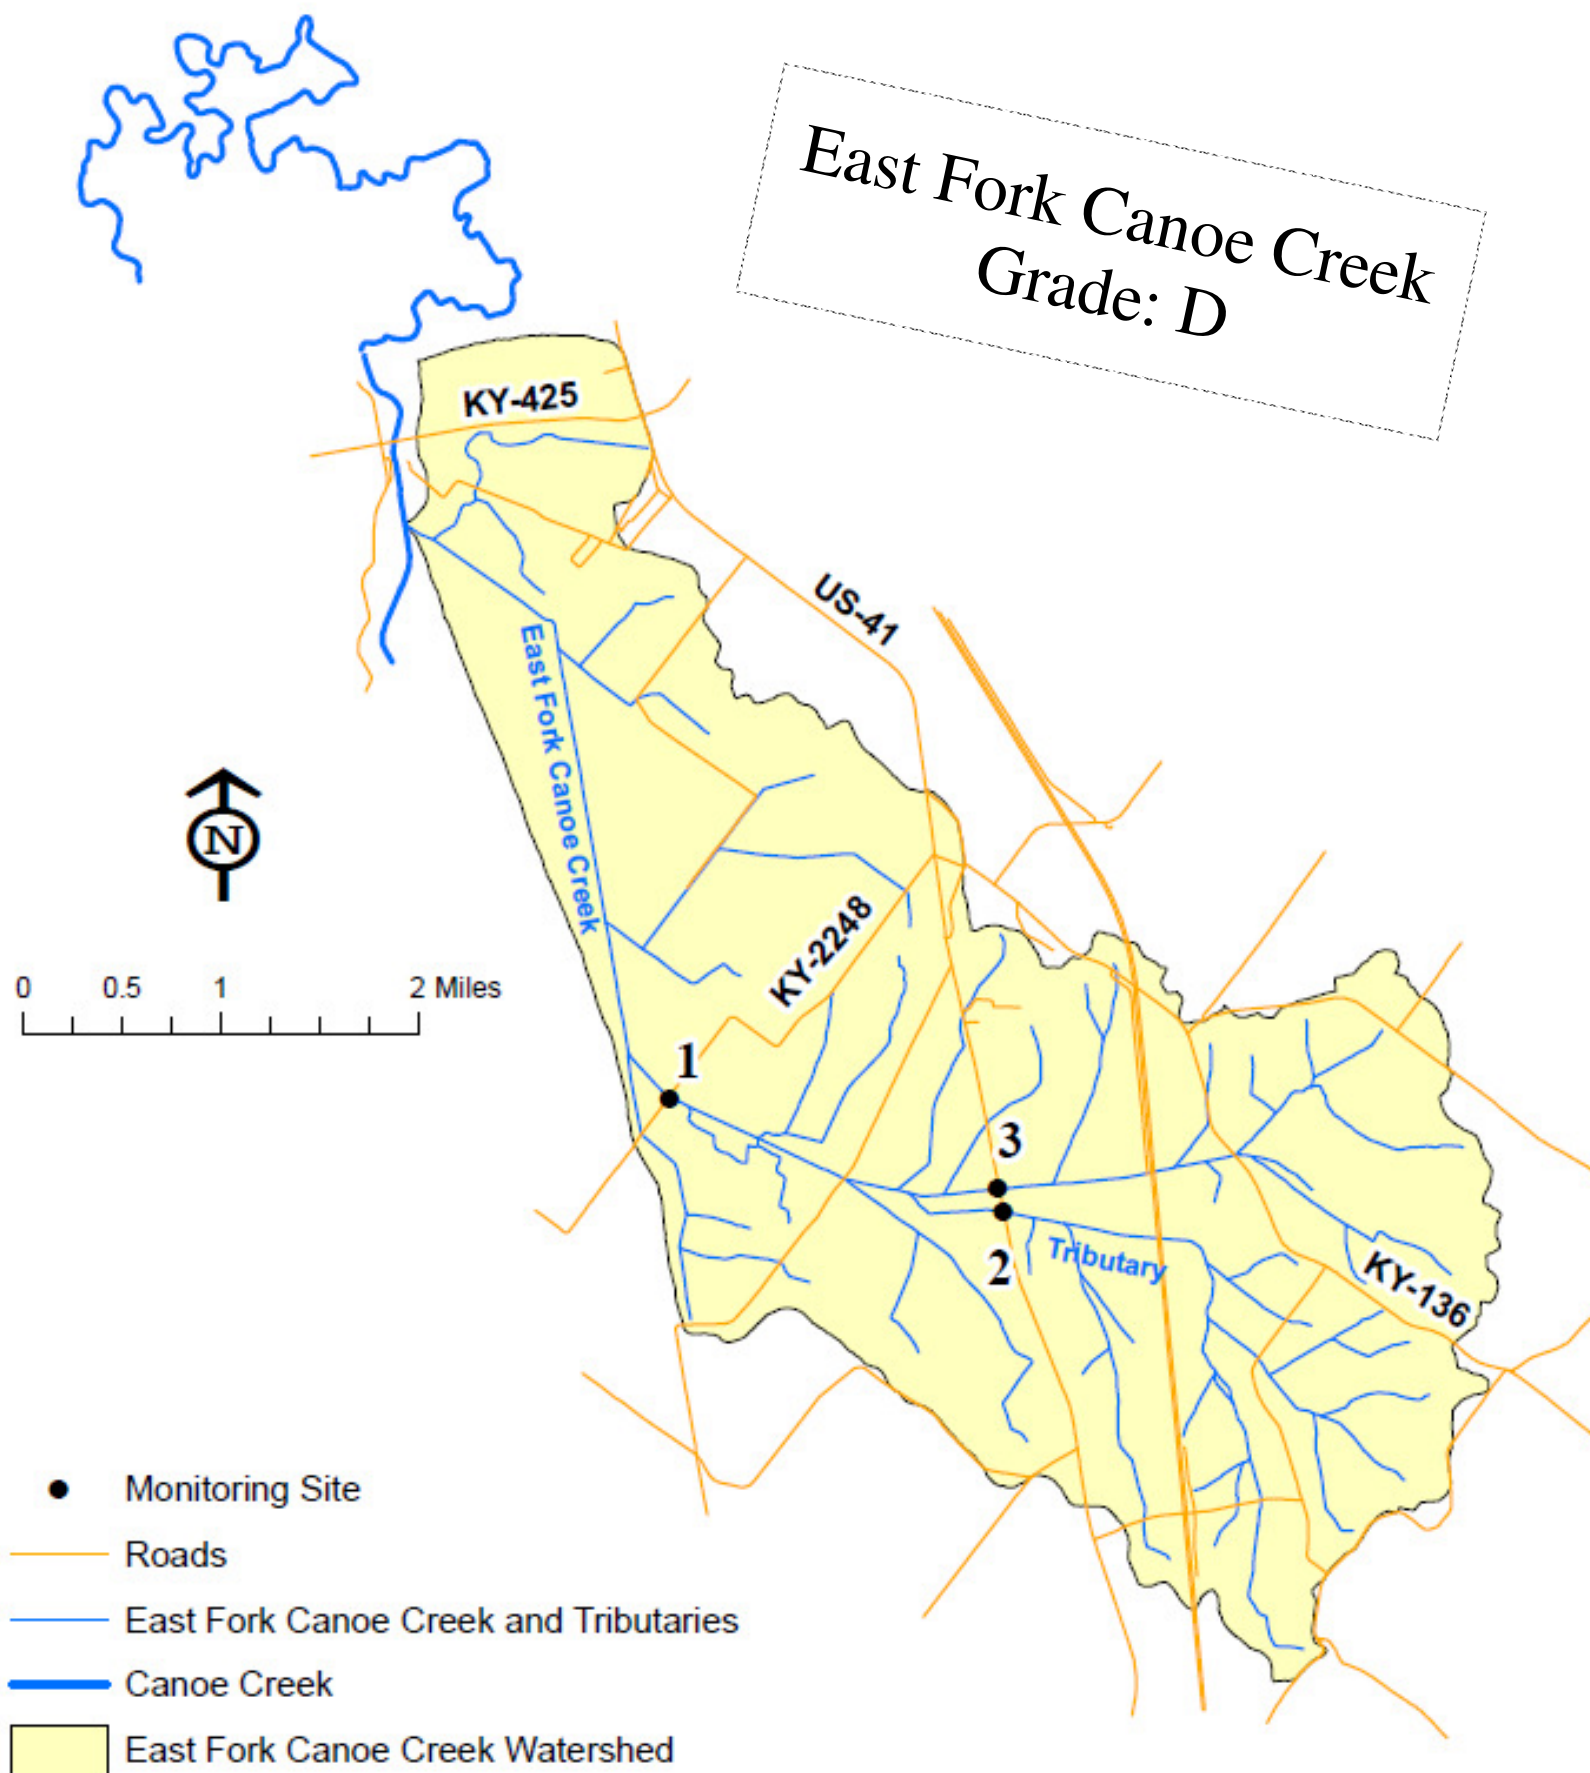 East Fork Canoe Creek
Grade: D
KY-425
US-41
East Fork Canoe Creek
N
KY-2248
0 0.5 1 2 Miles
1
3
2
Tributary
KY-136
Monitoring Site
Roads
East Fork Canoe Creek and Tributaries
Canoe Creek
East Fork Canoe Creek Watershed